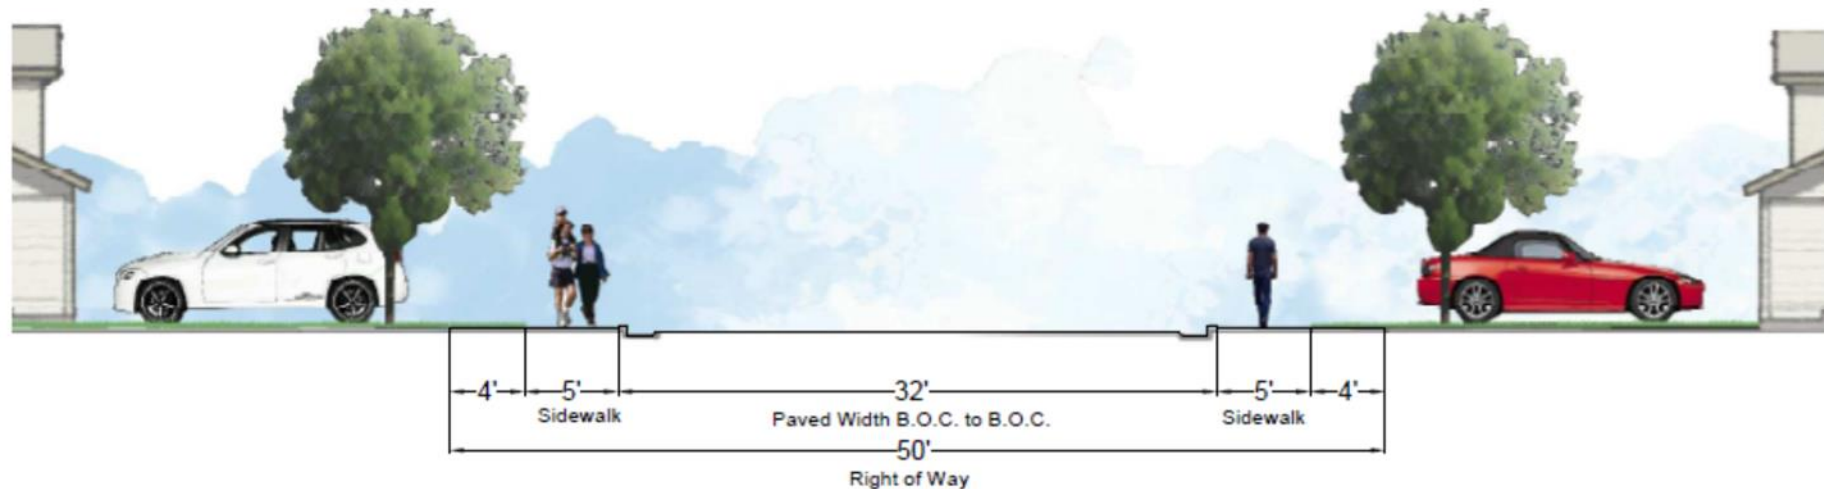 4' 5' 32' 5' 4'
Sidewalk Paved Width B.O.C. to B.O.C. Sidewalk
50'
Right of Way